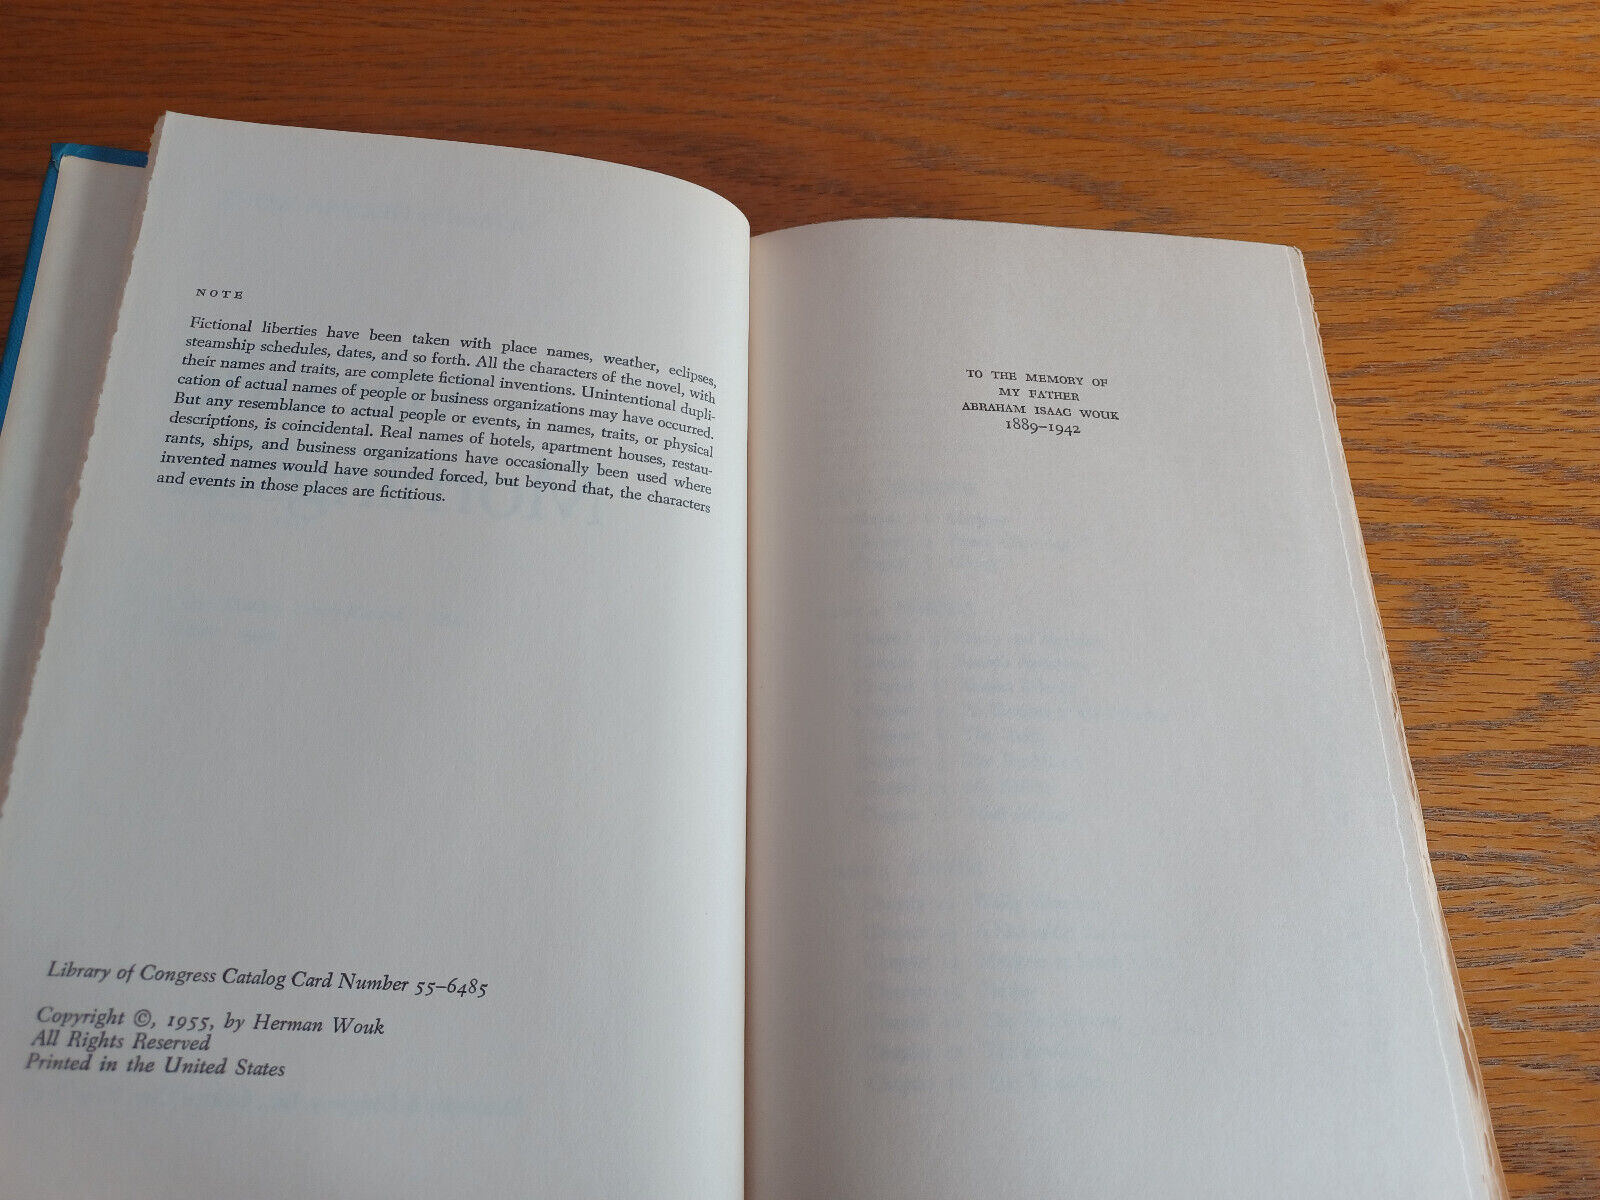 NOTE
Fictional liberties have been taken with place names, weather, eclipses,
steamship schedules, dates, and so forth. All the characters of the novel, with
their names and traits, are complete fictional inventions. Unintentional dupli-
cation of actual names of people or business organizations may have occurred.
But any resemblance to actual people or events, in names, traits, or physical
descriptions, is coincidental. Real names of hotels, apartment houses, restau-
rants, ships, and business organizations have occasionally been used where
invented names would have sounded forced, but beyond that, the characters
and events in those places are fictitious.
Library of Congress Catalog Card Number 55–6485
Copyright ©, 1955, by Herman Wouk
All Rights Reserved
Printed in the United States
TO THE MEMORY OF
MY FATHER
ABRAHAM ISAAC WOUK
1889–1942